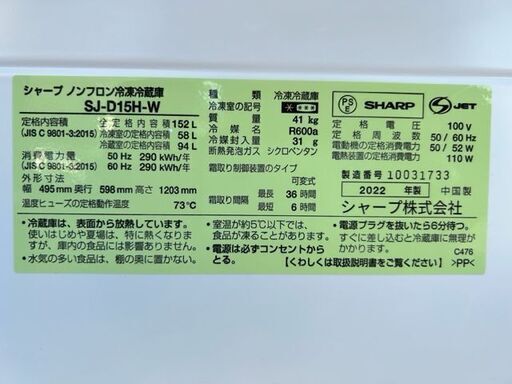 シャープ ノンフロン冷凍冷蔵庫
SJ-D15H-W
定格内容積 全定格内容積 152 L
(JIS C 9801-3:2015) 冷凍室の定格内容積 58 L
冷蔵室の定格内容積 94 L
消費電力量 50 Hz 290 kWh/年
(JIS C 9801-3:2015) 60 Hz 290 kWh/年
外形寸法
幅 495 mm 奥行 598 mm 高さ 1203 mm
温度ヒューズの定格動作温度 73℃
種類 冷凍冷蔵庫
冷凍室の記号
質量 41 kg
冷媒名 R600a
冷媒量 31 g
断熱発泡ガス シクロペンタン
霜取り制御装置のタイプ
可変式
霜取り間隔 最長 36 時間
最短 6 時間
PS
E
SHARP
S JET
定格電圧 100 V
定格周波数 50 / 60 Hz
電動機の定格消費電力 50 / 52 W
電熱装置の定格消費電力 110 W
製造番号 10031733
2022 年製 中国製
シャープ株式会社
• 冷蔵庫は、表面から放熱しています。
使いはじめや夏場は、特に熱く感じられま
すが、庫内の食品には影響がありません。
• 水気の多い食品は、棚の奥に置かない。
• 室温が約5℃以下では、
食品が凍ることがあります。
• 電源は必ずコンセントから
とる。
• 電源プラグを抜いたら6分待つ。
すぐに差し込むと冷蔵庫に無理が
かかります。
C476
【くわしくは取扱説明書をご覧ください】 >PP<